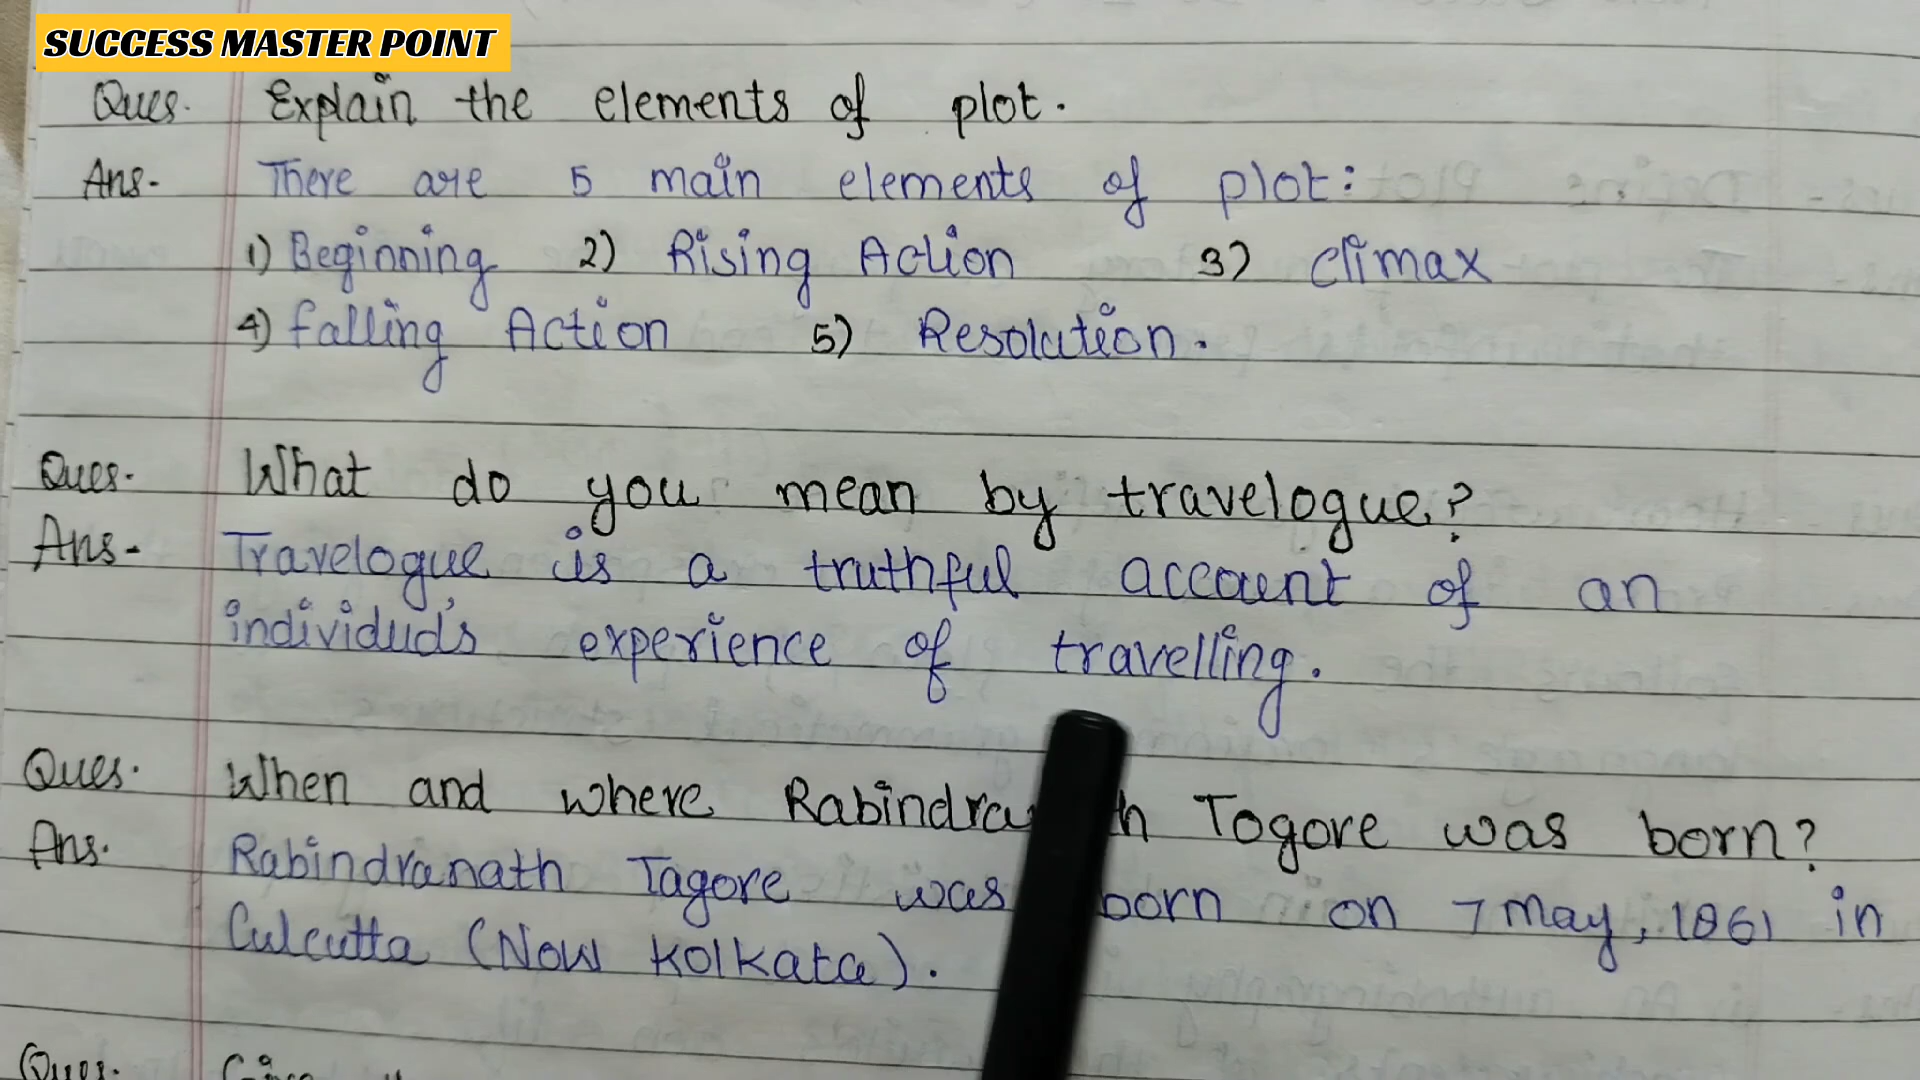 SUCCESS MASTER POINT
Ques. Explain the elements of plot.
Ans- There are 5 main elements of plot:
1) Beginning 2) Rising Action 3) climax
4) falling Action 5) Resolution.
Ques. What do you mean by travelogue?
Ans- Travelogue is a truthful account of an
individud's experience of travelling.
Ques. When and where Togore was born?
Ans. Rabindranath Tagore was born on 7 May, 1861 in
Culcutta (Now Kolkata).
Ques.